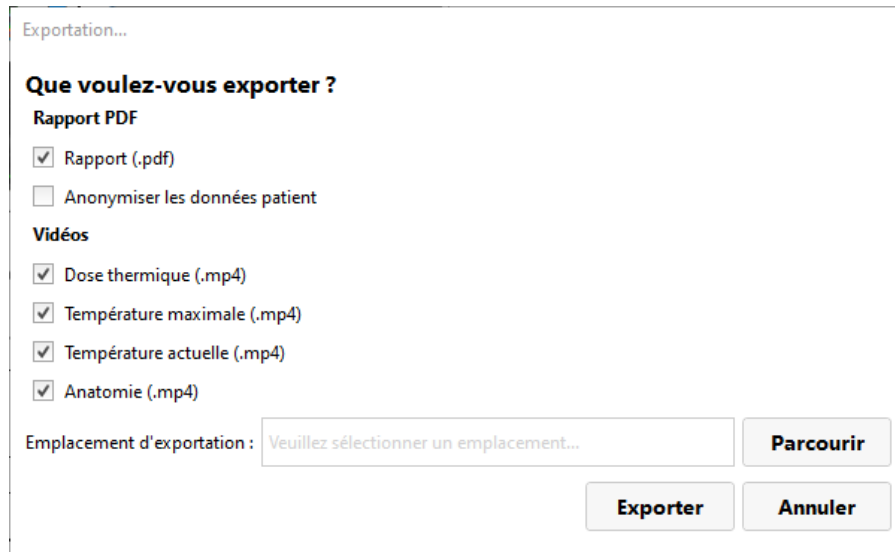 Exportation...
Que voulez-vous exporter ?
Rapport PDF
Rapport (.pdf)
Anonymiser les données patient
Vidéos
Dose thermique (.mp4)
Température maximale (.mp4)
Température actuelle (.mp4)
Anatomie (.mp4)
Emplacement d'exportation : Veuillez sélectionner un emplacement... Parcourir
Exporter Annuler